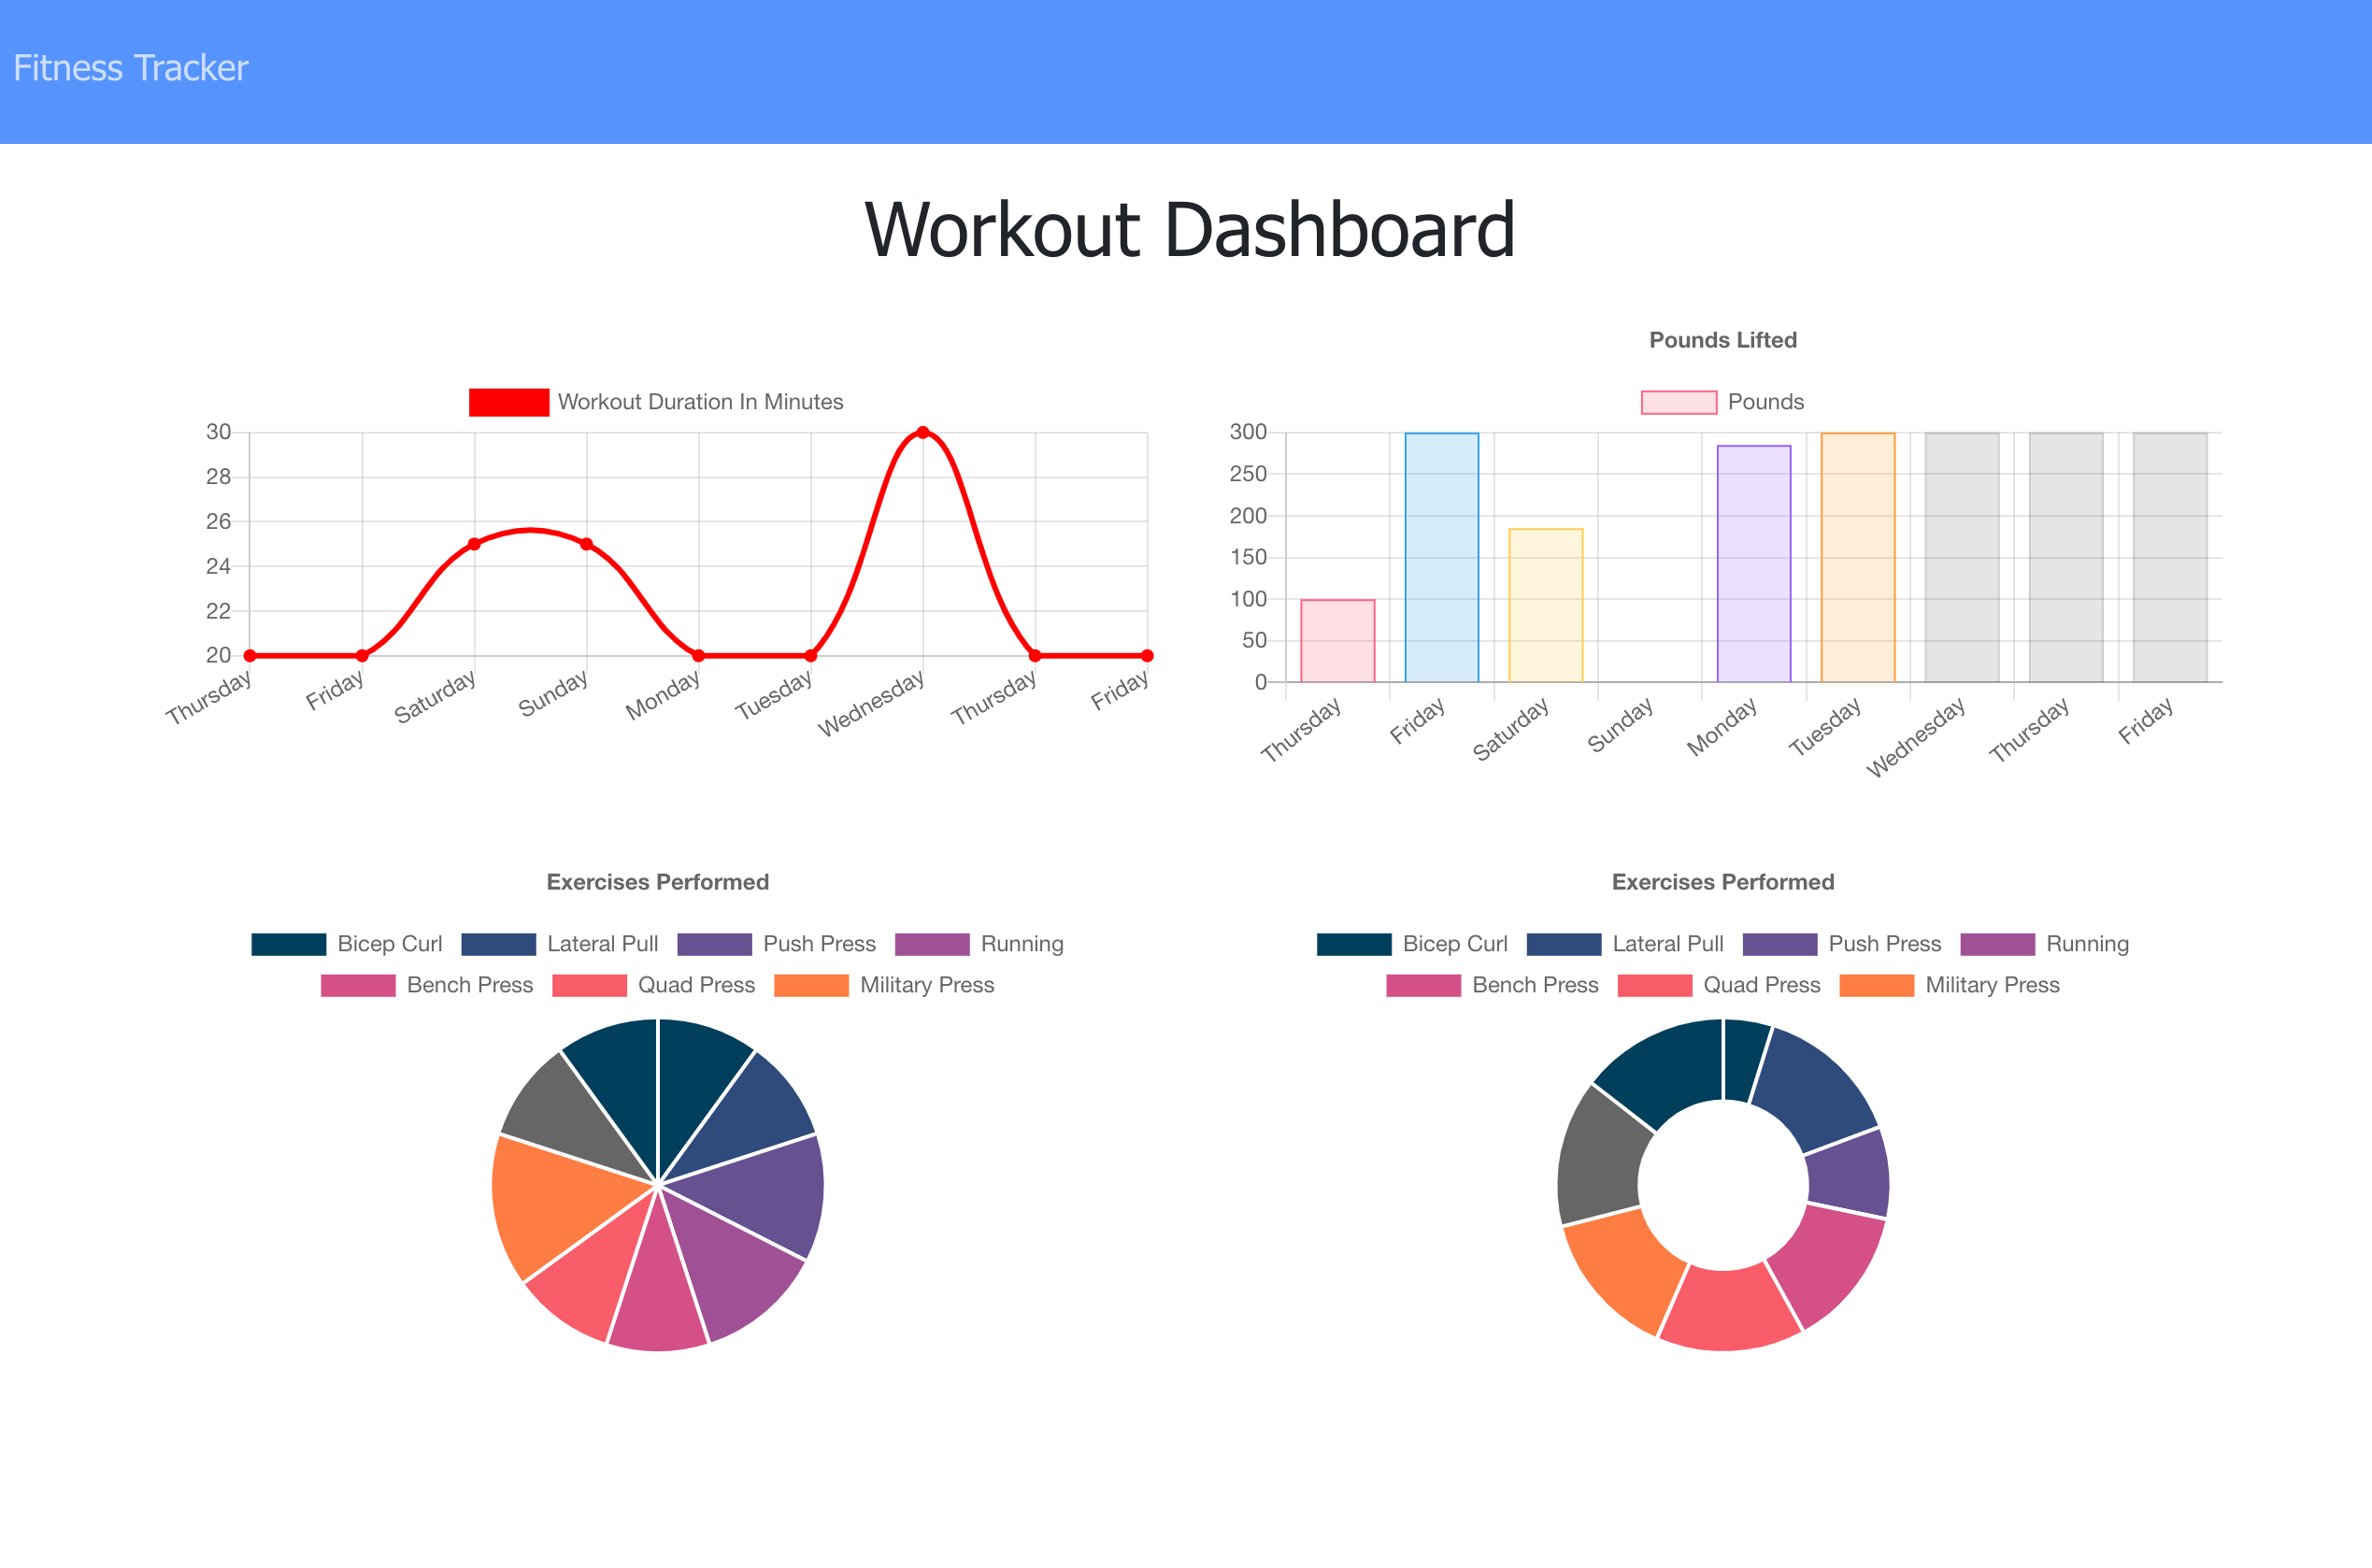 Fitness Tracker
Workout Dashboard
Workout Duration In Minutes
30
28
26
24
22
20
Thursday
Friday
Saturday
Sunday
Monday
Tuesday
Wednesday
Thursday
Friday
Pounds Lifted
Pounds
300
250
200
150
100
50
0
Thursday
Friday
Saturday
Sunday
Monday
Tuesday
Wednesday
Thursday
Friday
Exercises Performed
Bicep Curl Lateral Pull Push Press Running
Bench Press Quad Press Military Press
Exercises Performed
Bicep Curl Lateral Pull Push Press Running
Bench Press Quad Press Military Press